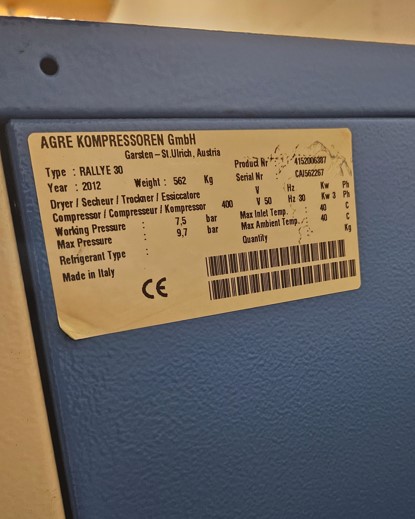 AGRE KOMPRESSOREN GmbH
Garsten - St.Ulrich, Austria
Type : RALLYE 30
Product Nr 4152006307
Year : 2012 Weight : 562 Kg
Serial Nr CAI562267
Dryer / Secheur / Trockner / Essiccatore V Hz Kw Ph
Compressor / Compresseur / Kompressor 400 V 50 Hz 30 Kw 3 Ph
Working Pressure : 7,5 bar Max Inlet Temp. : 40 C
Max Pressure : 9,7 bar Max Ambient Temp. : 40 C
Refrigerant Type : Quantity Kg
Made in Italy
CE